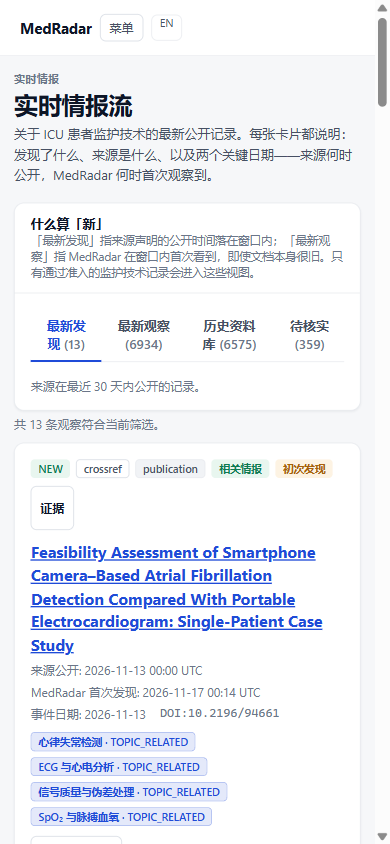 MedRadar 菜单 EN
实时情报
实时情报流
关于 ICU 患者监护技术的最新公开记录。每张卡片都说明：
发现了什么、来源是什么、以及两个关键日期——来源何时
公开，MedRadar 何时首次观察到。
什么算「新」
「最新发现」指来源声明的公开时间落在窗口内；「最新观
察」指 MedRadar 在窗口内首次看到，即使文档本身很旧。只
有通过准入的监护技术记录会进入这些视图。
最新发现 (13)
最新观察 (6934)
历史资料库 (6575)
待核实 (359)
来源在最近 30 天内公开的记录。
共 13 条观察符合当前筛选。
NEW crossref publication 相关情报 初次发现
证据
Feasibility Assessment of Smartphone
Camera–Based Atrial Fibrillation
Detection Compared With Portable
Electrocardiogram: Single-Patient Case
Study
来源公开: 2026-11-13 00:00 UTC
MedRadar 首次发现: 2026-11-17 00:14 UTC
事件日期: 2026-11-13 DOI:10.2196/94661
心律失常检测 · TOPIC_RELATED
ECG 与心电分析 · TOPIC_RELATED
信号质量与伪差处理 · TOPIC_RELATED
SpO₂ 与脉搏血氧 · TOPIC_RELATED